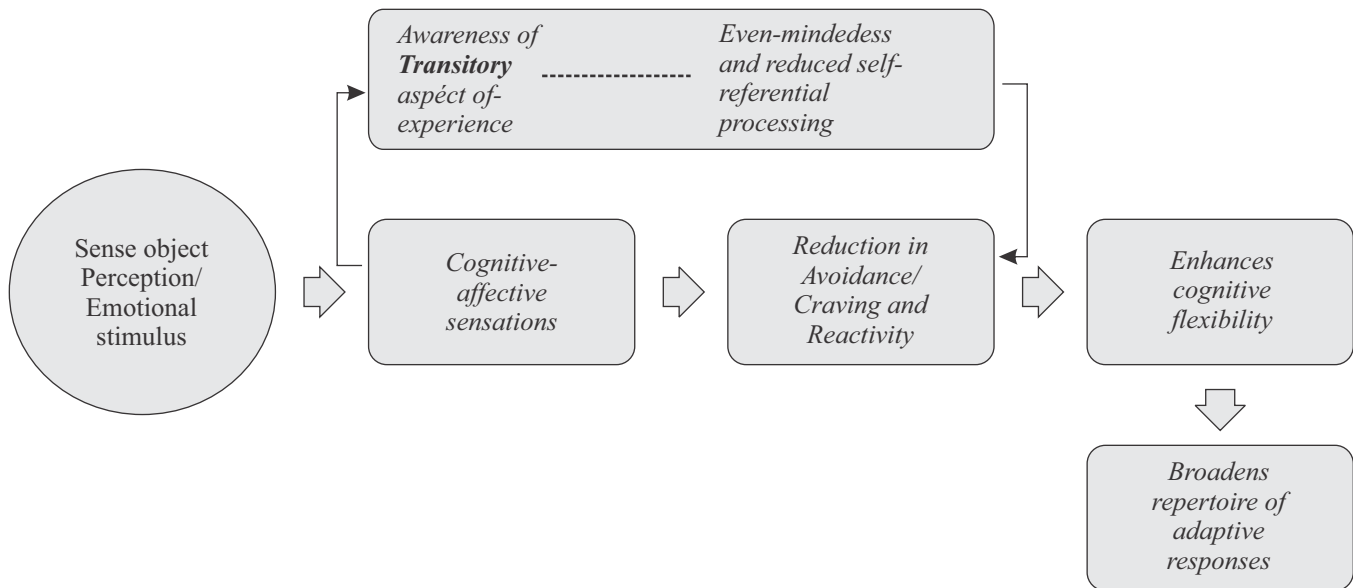 Awareness of
Transitory
aspéct of-
experience
Even-mindedess
and reduced self-
referential
processing
Sense object
Perception/
Emotional
stimulus
Cognitive-
affective
sensations
Reduction in
Avoidance/
Craving and
Reactivity
Enhances
cognitive
flexibility
Broadens
repertoire of
adaptive
responses